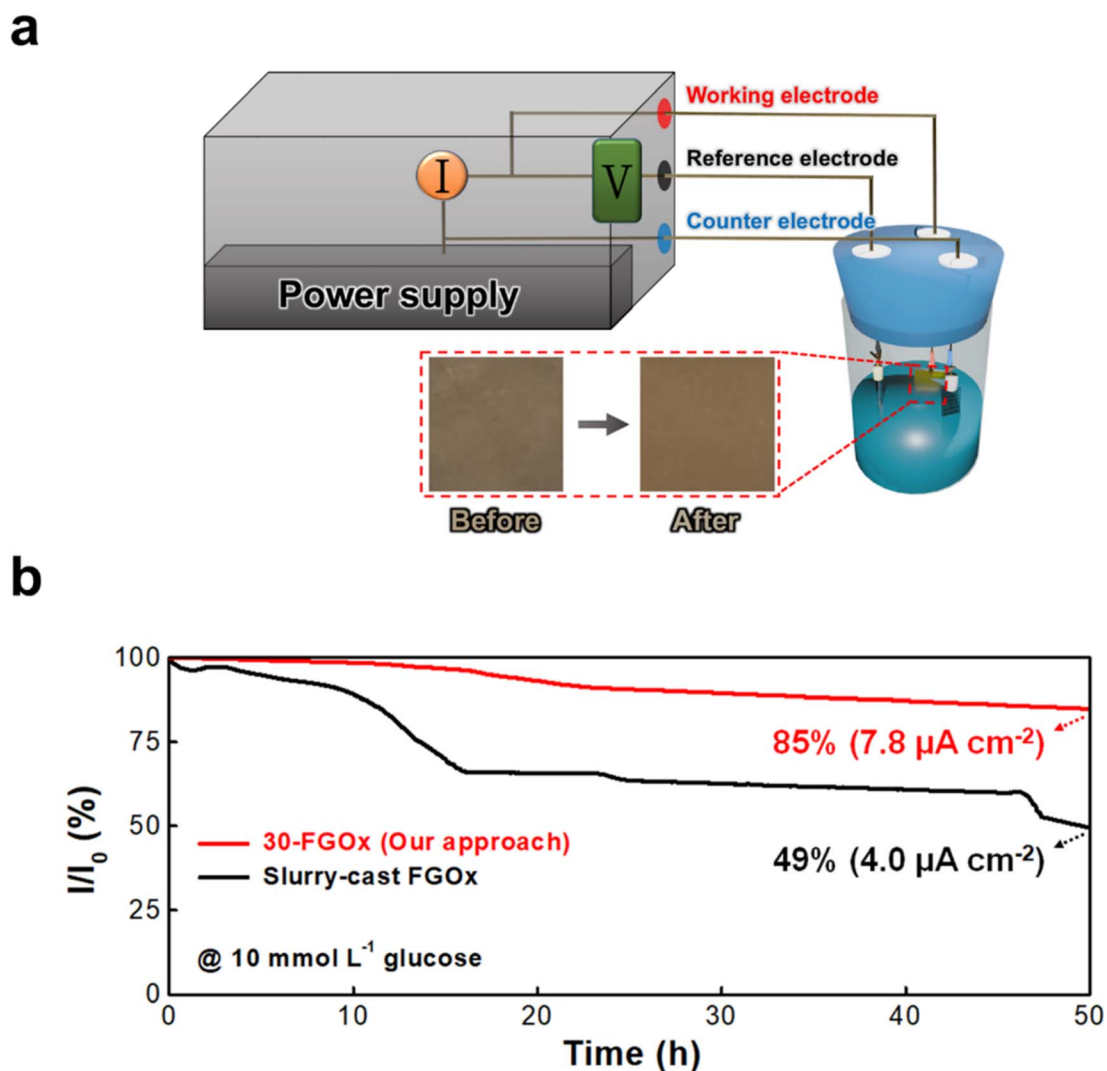 a
Working electrode
Reference electrode
Counter electrode
I
V
Power supply
Before
After
b
100
75
50
25
0
I/I₀ (%)
85% (7.8 µA cm⁻²)
30-FGOx (Our approach)
Slurry-cast FGOx
49% (4.0 µA cm⁻²)
@ 10 mmol L⁻¹ glucose
0
10
20
30
40
50
Time (h)